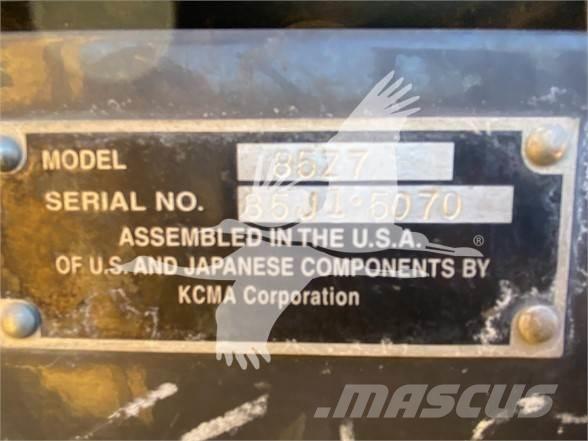 MODEL 85Z7
SERIAL NO. 85J1-5070
ASSEMBLED IN THE U.S.A.
®
OF U.S. AND JAPANESE COMPONENTS BY
KCMA Corporation
MASCUS